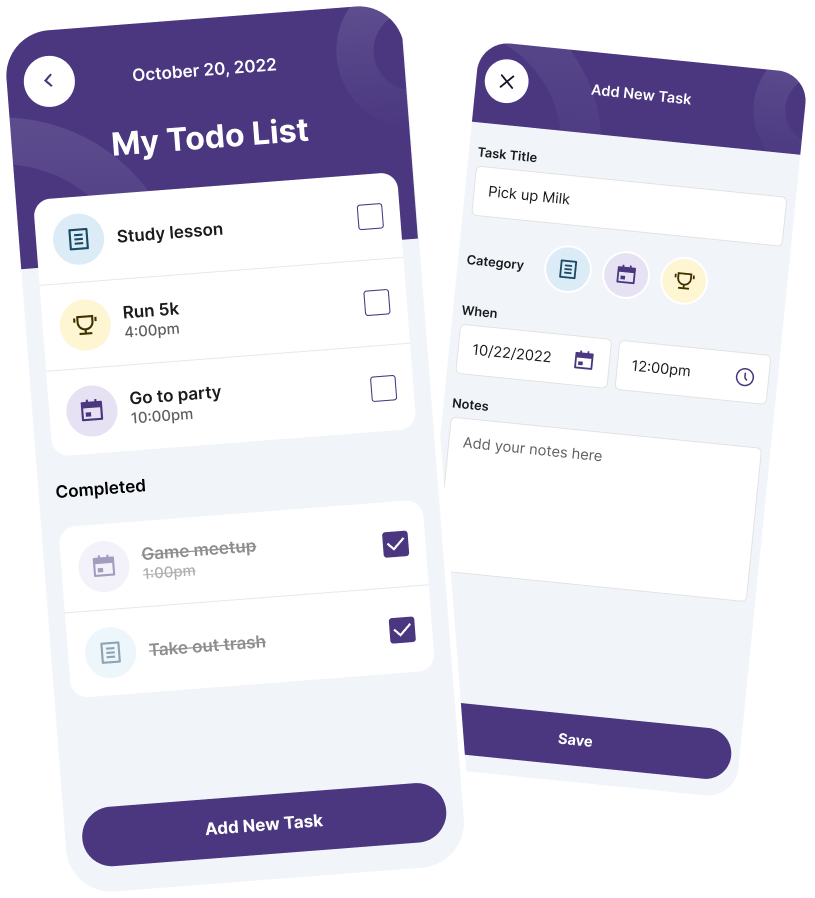 October 20, 2022
My Todo List
Study lesson
Run 5k
4:00pm
Go to party
10:00pm
Completed
Game meetup
1:00pm
Take out trash
Add New Task
Add New Task
Task Title
Pick up Milk
Category
When
10/22/2022
12:00pm
Notes
Add your notes here
Save